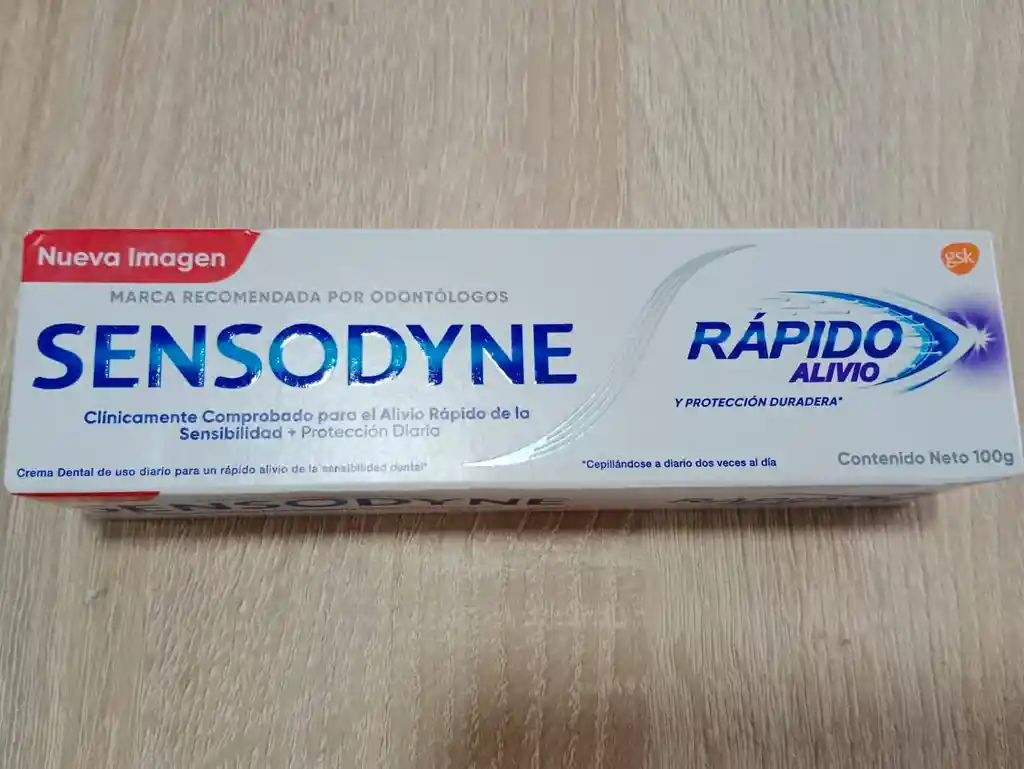 Nueva Imagen
gsk
MARCA RECOMENDADA POR ODONTÓLOGOS
SENSODYNE
RÁPIDO
ALIVIO
Y PROTECCIÓN DURADERA*
Clínicamente Comprobado para el Alivio Rápido de la
Sensibilidad + Protección Diaria
Crema Dental de uso diario para un rápido alivio de la sensibilidad dental*
*Cepillándose a diario dos veces al día
Contenido Neto 100g
SENSODYNE